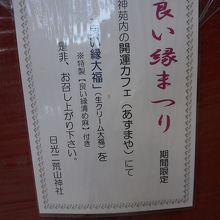 良い縁まつり
期間限定
神苑内の開運カフェ(あずまや)にて
良い縁大福」(生クリーム大福)を
※特製【良い縁清め麻】付き
是非、お召し上がり下さい。
日光二荒山神社